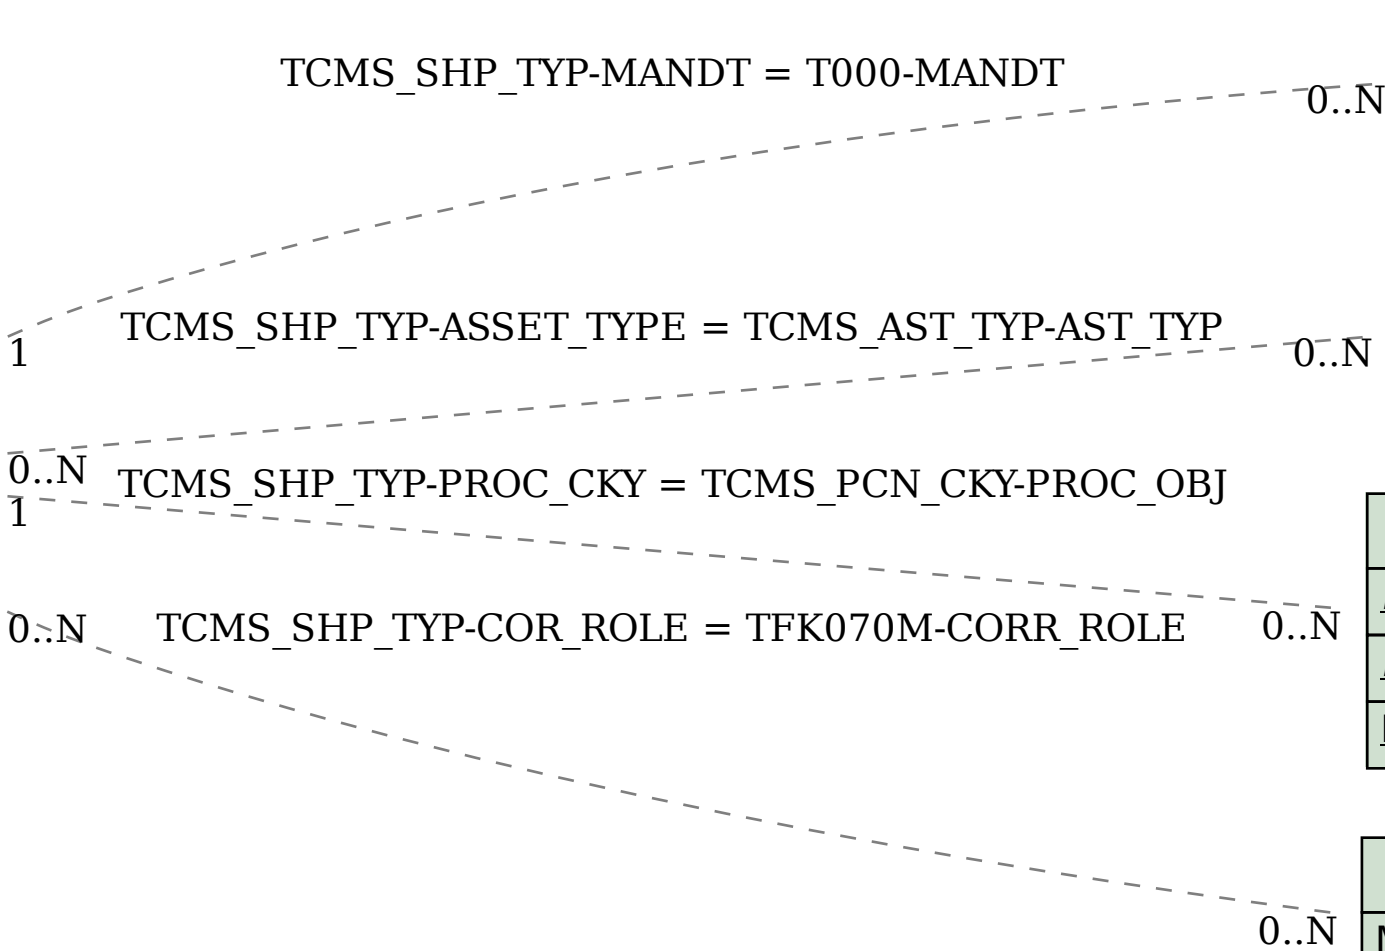 TCMS_SHP_TYP-MANDT = T000-MANDT
0..N
1
TCMS_SHP_TYP-ASSET_TYPE = TCMS_AST_TYP-AST_TYP
0..N
0..N
TCMS_SHP_TYP-PROC_CKY = TCMS_PCN_CKY-PROC_OBJ
1
0..N
TCMS_SHP_TYP-COR_ROLE = TFK070M-CORR_ROLE
0..N
0..N